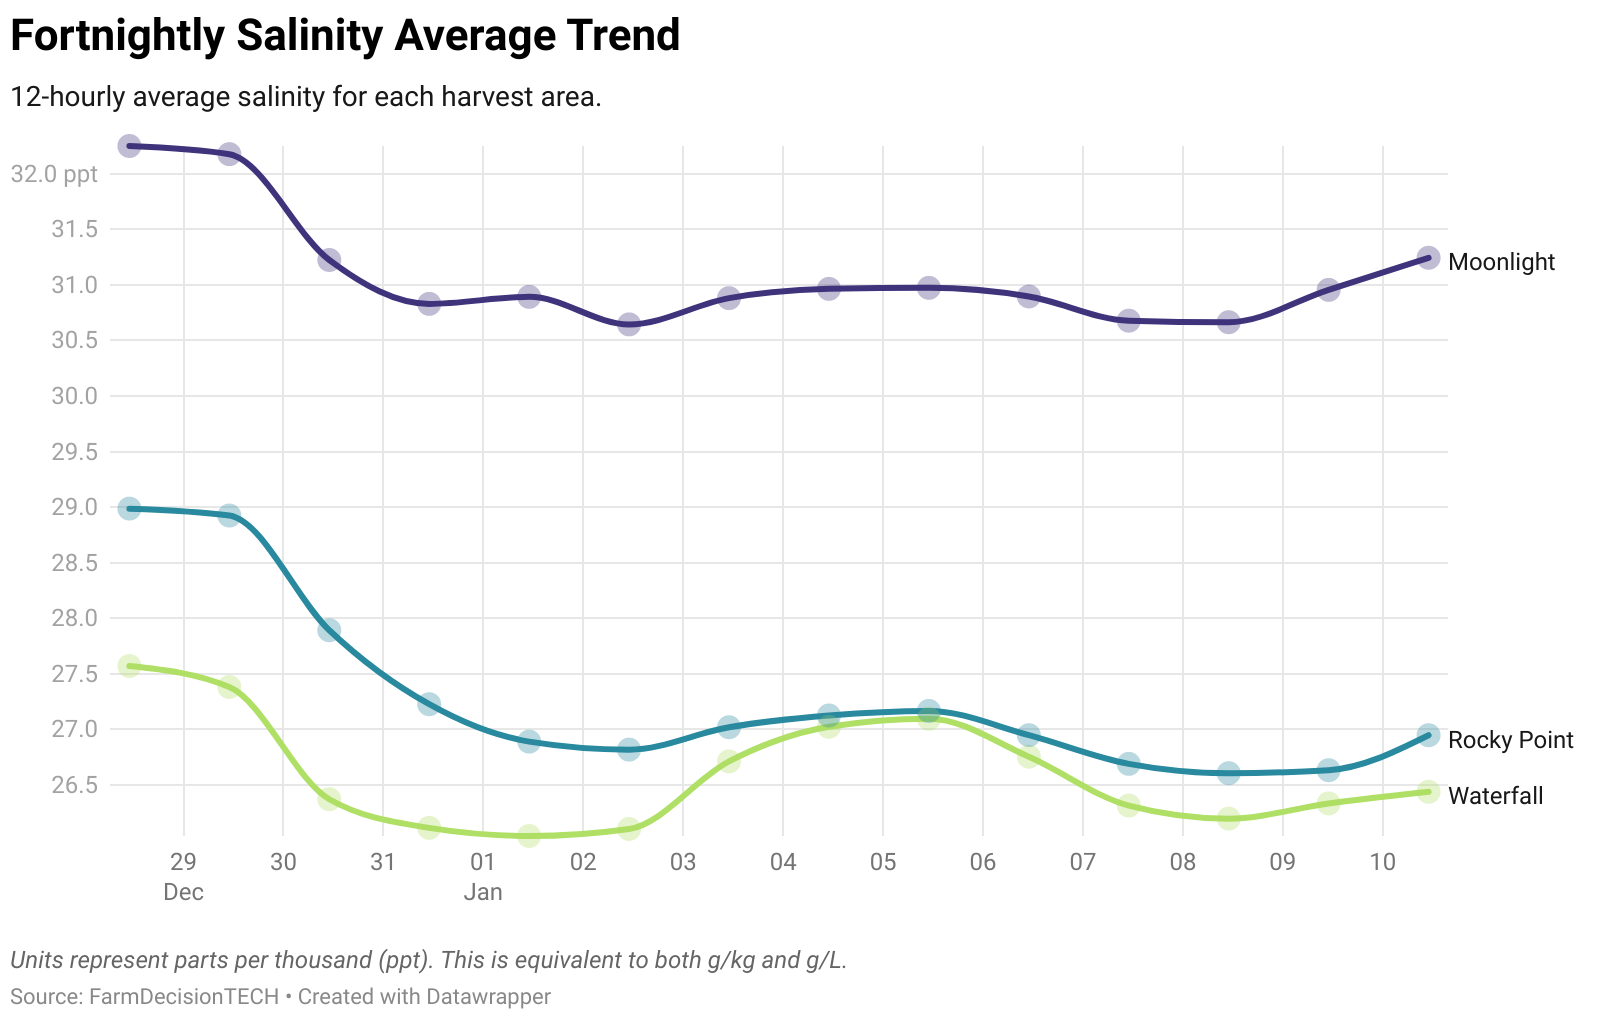 Fortnightly Salinity Average Trend
12-hourly average salinity for each harvest area.
32.0 ppt
31.5
31.0
30.5
30.0
29.5
29.0
28.5
28.0
27.5
27.0
26.5
Moonlight
Rocky Point
Waterfall
29 30 31 01 02 03 04 05 06 07 08 09 10
Dec Jan
Units represent parts per thousand (ppt). This is equivalent to both g/kg and g/L.
Source: FarmDecisionTECH • Created with Datawrapper